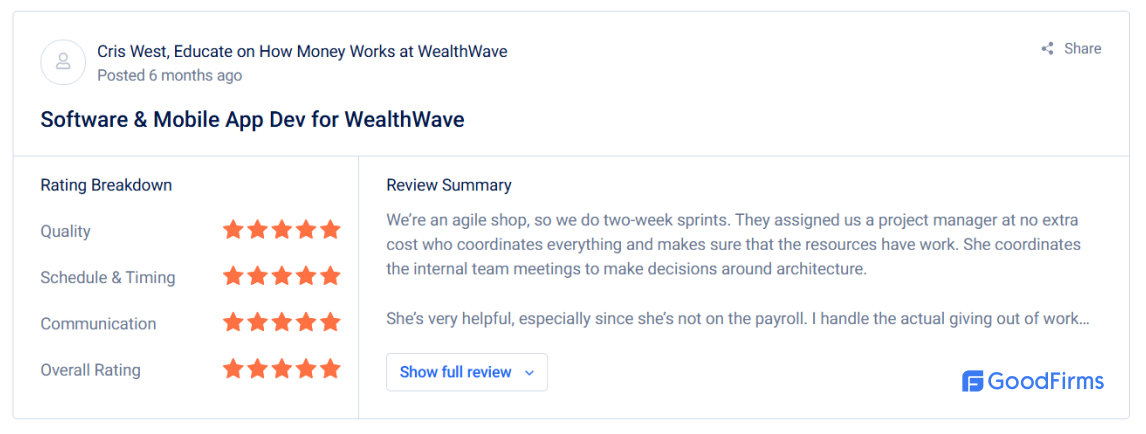 Cris West, Educate on How Money Works at WealthWave
Share
Posted 6 months ago
Software & Mobile App Dev for WealthWave
Rating Breakdown
Quality
Schedule & Timing
Communication
Overall Rating
Review Summary
We’re an agile shop, so we do two-week sprints. They assigned us a project manager at no extra
cost who coordinates everything and makes sure that the resources have work. She coordinates
the internal team meetings to make decisions around architecture.
She’s very helpful, especially since she’s not on the payroll. I handle the actual giving out of work...
Show full review
GoodFirms